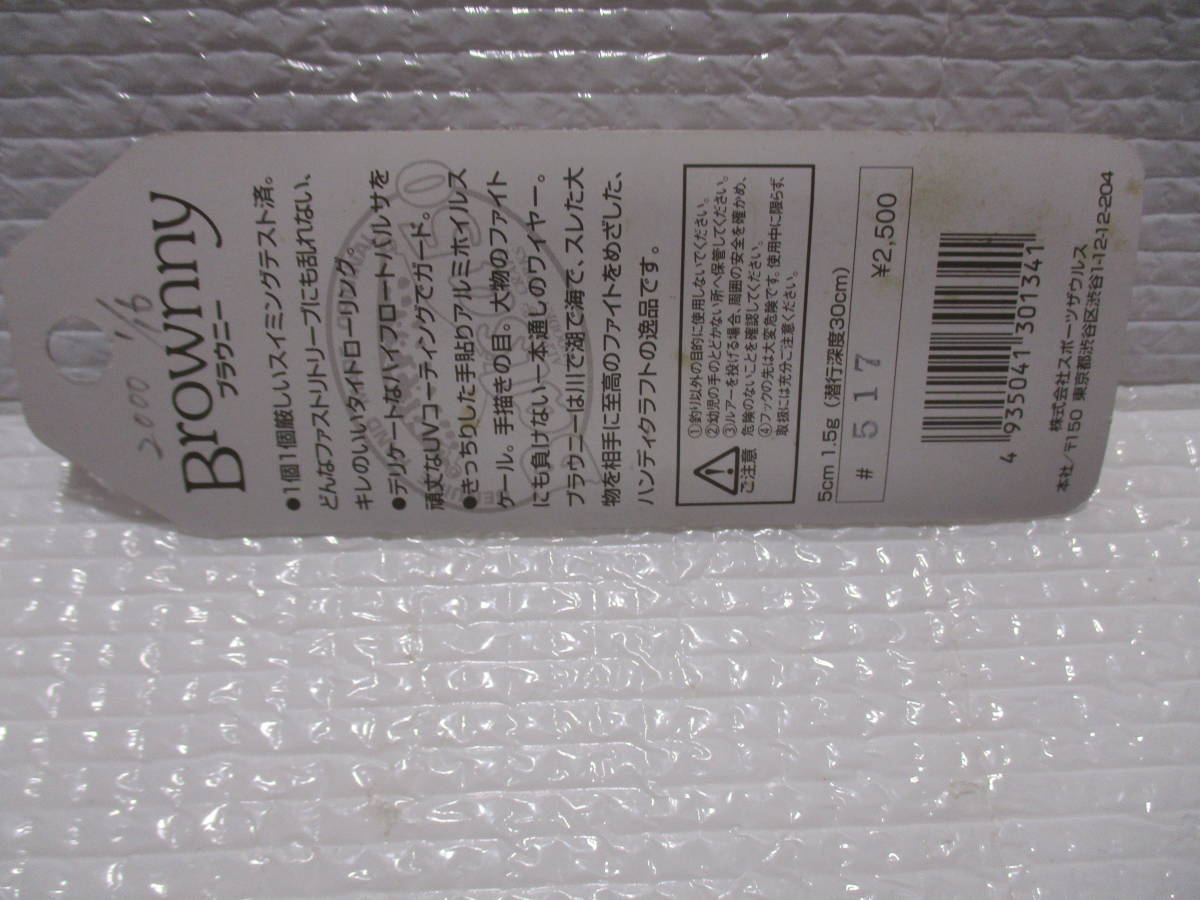 2000 1/16
Brownny
ブラウニー
●1個1個厳しいスイミングテスト済。
どんなファストリトリーブにも乱れない、
キレのいいタイドローリング。
●デリケートなハイフロートバルサを
頑丈なUVコーティングでガード。
●きっちりした手貼りアルミホイルス
ケール。手描きの目。大物のファイト
にも負けない一本通しのワイヤー。
ブラウニーは川で湖で海で、スレた大
物を相手に至高のファイトをめざした、
ハンディクラフトの逸品です。
ご注意
①釣り以外の目的に使用しないでください。
②幼児の手のとどかない所へ保管してください。
③ルアーを投げる場合、周囲の安全を確かめ、
危険のないことを確認してください。
④フックの先は大変危険です。使用中に限らず、
取扱には充分ご注意ください。
5cm 1.5g (潜行深度30cm)
# 517 ¥2,500
4 935041 301341
株式会社スポーツザウルス
本社/〒150 東京都渋谷区渋谷1-12-12-204